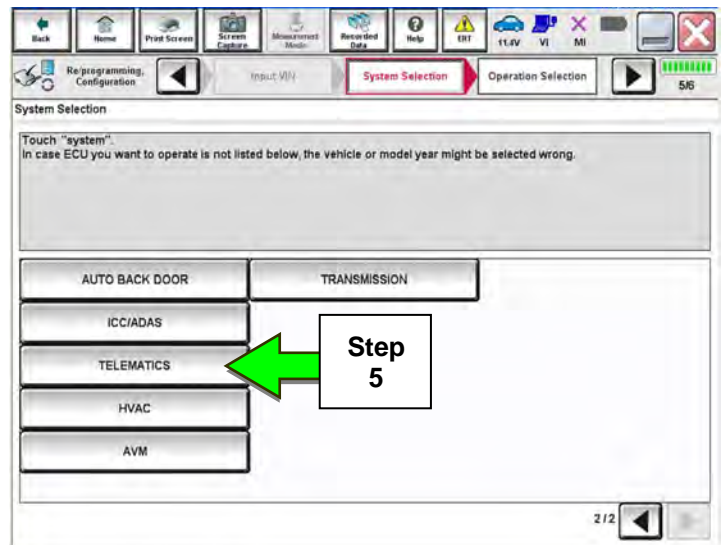 Back
Home
Print Screen
Screen
Capture
Measurement
Mode
Recorded
Data
Help
ERT
11.4V
VI
MI
Re/programming,
Configuration
Input VIN
System Selection
Operation Selection
5/6
System Selection
Touch "system".
In case ECU you want to operate is not listed below, the vehicle or model year might be selected wrong.
AUTO BACK DOOR
TRANSMISSION
ICC/ADAS
TELEMATICS
HVAC
AVM
Step
5
2/2